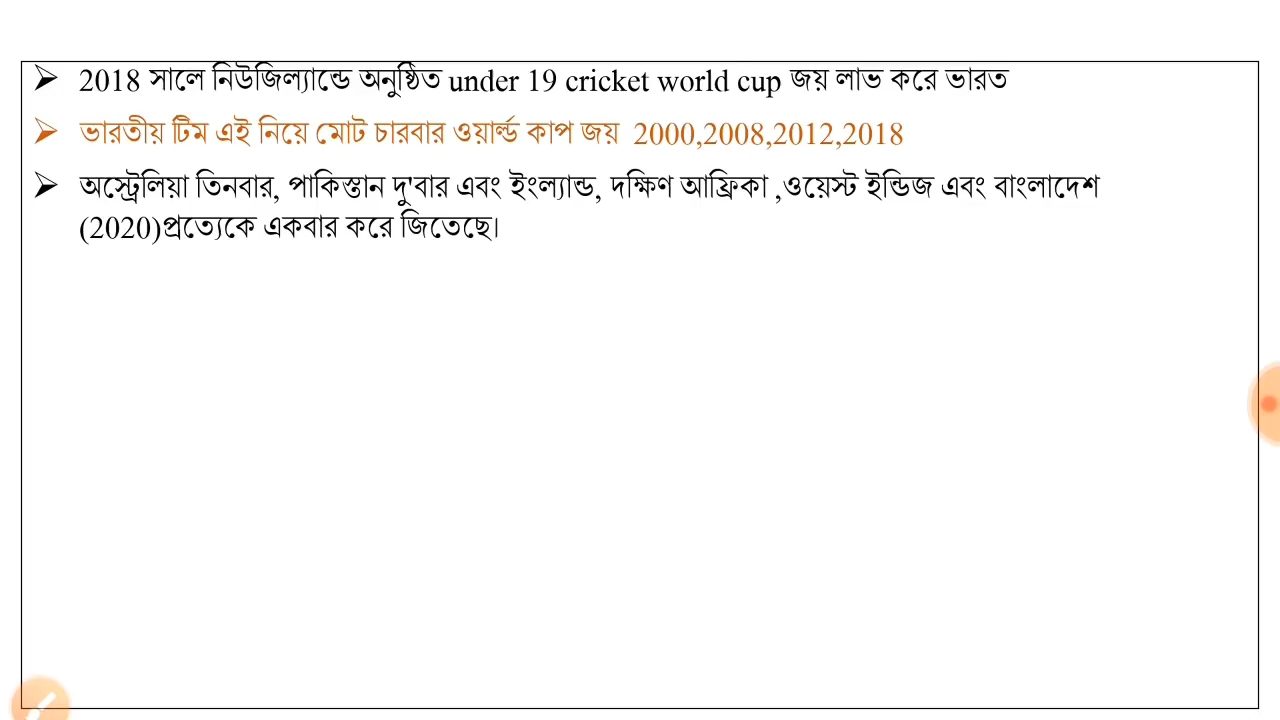 ➢ 2018 সালে নিউজিল্যান্ডে অনুষ্ঠিত under 19 cricket world cup জয় লাভ করে ভারত
➢ ভারতীয় টিম এই নিয়ে মোট চারবার ওয়ার্ল্ড কাপ জয় 2000,2008,2012,2018
➢ অস্ট্রেলিয়া তিনবার, পাকিস্তান দু'বার এবং ইংল্যান্ড, দক্ষিণ আফ্রিকা ,ওয়েস্ট ইন্ডিজ এবং বাংলাদেশ
(2020)প্রত্যেকে একবার করে জিতেছে।